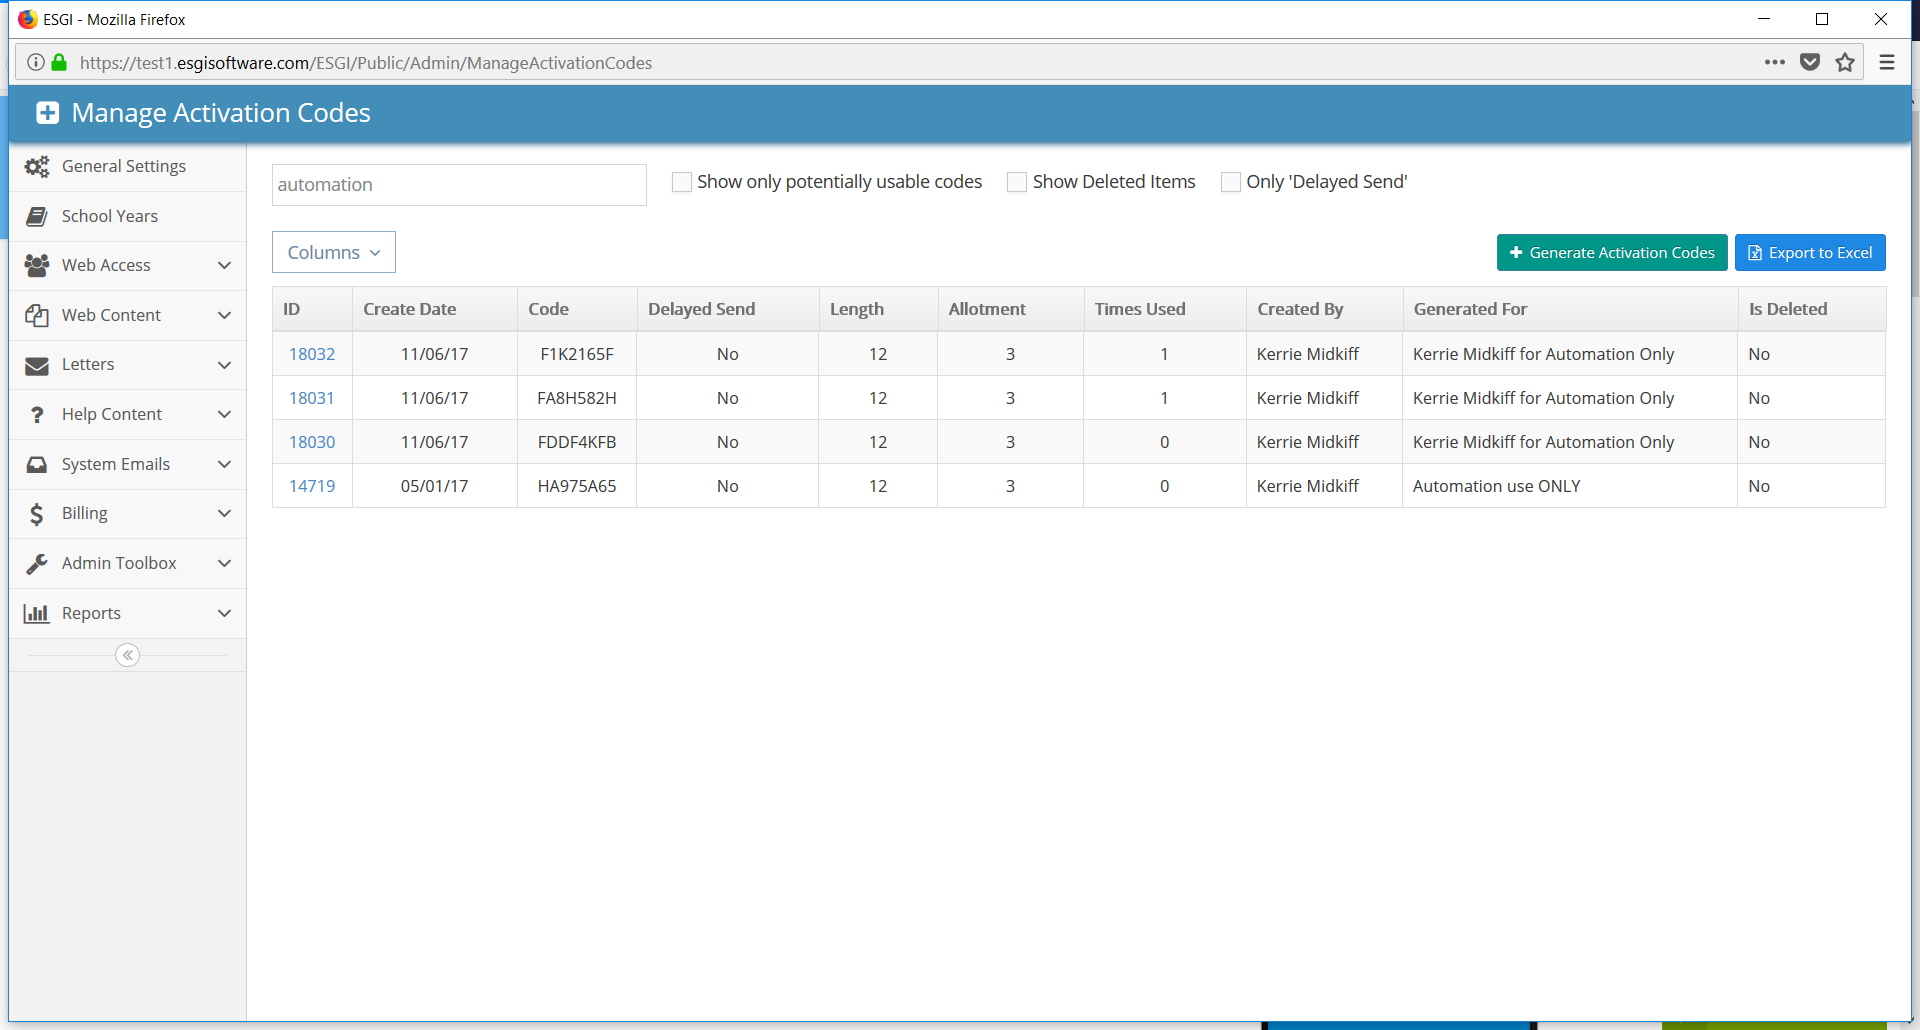 ESGI - Mozilla Firefox
https://test1.esgisoftware.com/ESGI/Public/Admin/ManageActivationCodes
Manage Activation Codes
General Settings
School Years
Web Access
Web Content
Letters
Help Content
System Emails
Billing
Admin Toolbox
Reports
automation
Show only potentially usable codes Show Deleted Items Only 'Delayed Send'
Columns
Generate Activation Codes Export to Excel
ID Create Date Code Delayed Send Length Allotment Times Used Created By Generated For Is Deleted
18032 11/06/17 F1K2165F No 12 3 1 Kerrie Midkiff Kerrie Midkiff for Automation Only No
18031 11/06/17 FA8H582H No 12 3 1 Kerrie Midkiff Kerrie Midkiff for Automation Only No
18030 11/06/17 FDDF4KFB No 12 3 0 Kerrie Midkiff Kerrie Midkiff for Automation Only No
14719 05/01/17 HA975A65 No 12 3 0 Kerrie Midkiff Automation use ONLY No